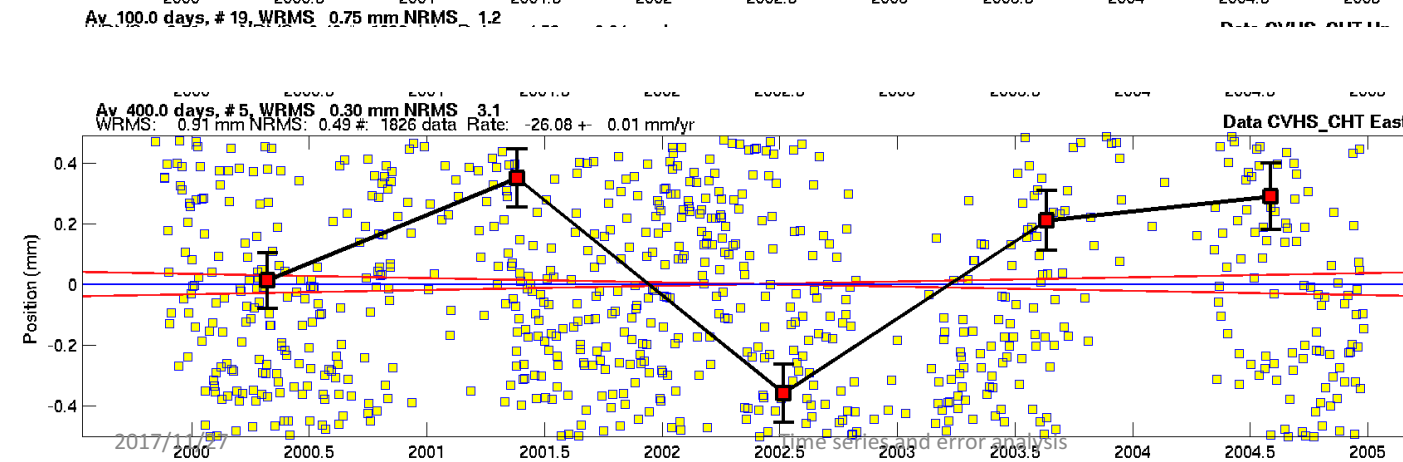 Av 100.0 days, # 19, WRMS 0.75 mm NRMS 1.2
Av 400.0 days, # 5, WRMS 0.30 mm NRMS 3.1
WRMS: 0.91 mm NRMS: 0.49 #: 1826 data Rate: -26.08 +- 0.01 mm/yr
Data CVHS_CHT East
0.4
0.2
0
-0.2
-0.4
Position (mm)
2000 2000.5 2001 2001.5 2002 2002.5 2003 2003.5 2004 2004.5 2005
2017/11/27
Time series and error analysis